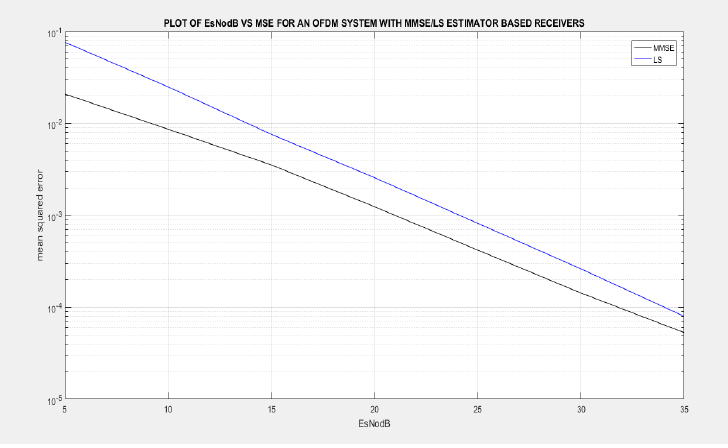 PLOT OF EsNodB VS MSE FOR AN OFDM SYSTEM WITH MMSE/LS ESTIMATOR BASED RECEIVERS
MMSE
LS
mean squared error
10-1
10-2
10-3
10-4
10-5
5 10 15 20 25 30 35
EsNodB